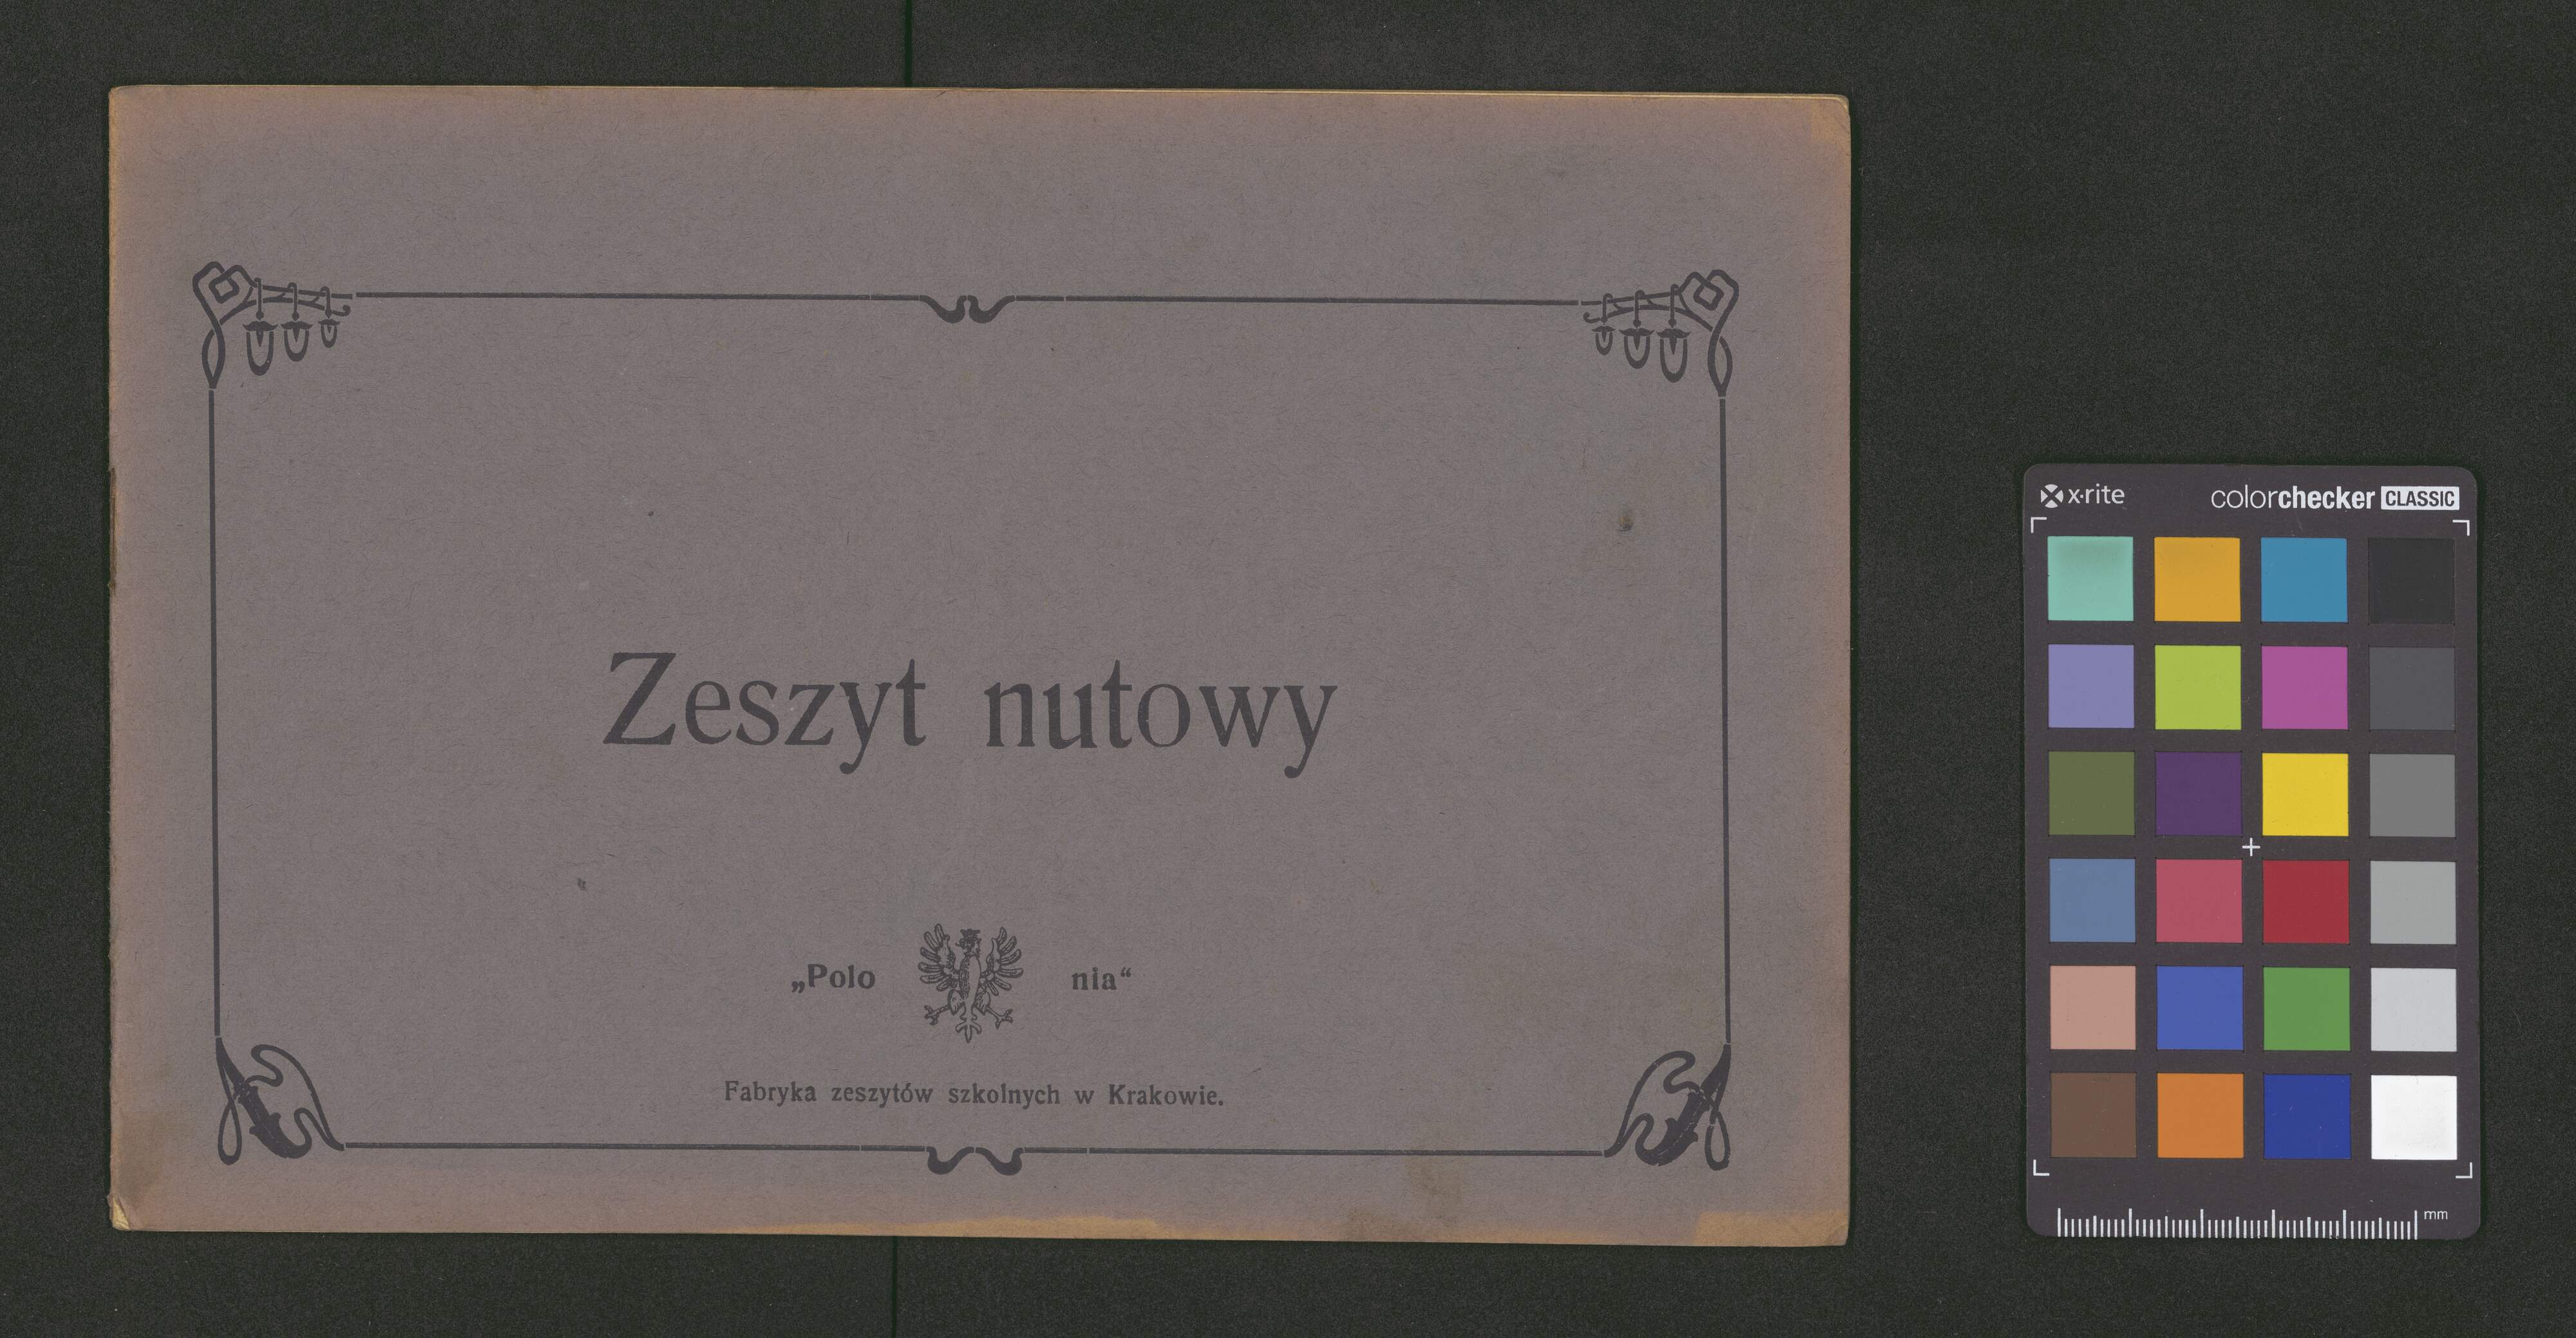 Zeszyt nutowy
„Polo nia“
Fabryka zeszytów szkolnych w Krakowie.
x·rite colorchecker CLASSIC
mm